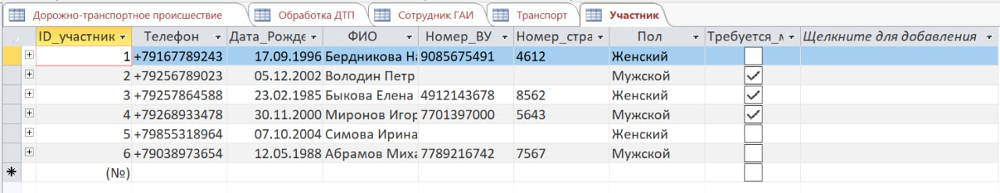 Дорожно-транспортное происшествие Обработка ДТП Сотрудник ГАИ Транспорт Участник
ID_участник Телефон Дата_Рожде ФИО Номер_ВУ Номер_стра Пол Требуется_м Щелкните для добавления
1 +79167789243 17.09.1996 Бердникова На 9085675491 4612 Женский
2 +79256789023 05.12.2002 Володин Петр Мужской
3 +79257864588 23.02.1985 Быкова Елена 4912143678 8562 Женский
4 +79268933478 30.11.2000 Миронов Игор 7701397000 5643 Мужской
5 +79855318964 07.10.2004 Симова Ирина Женский
6 +79038973654 12.05.1988 Абрамов Миха 7789216742 7567 Мужской
(№)